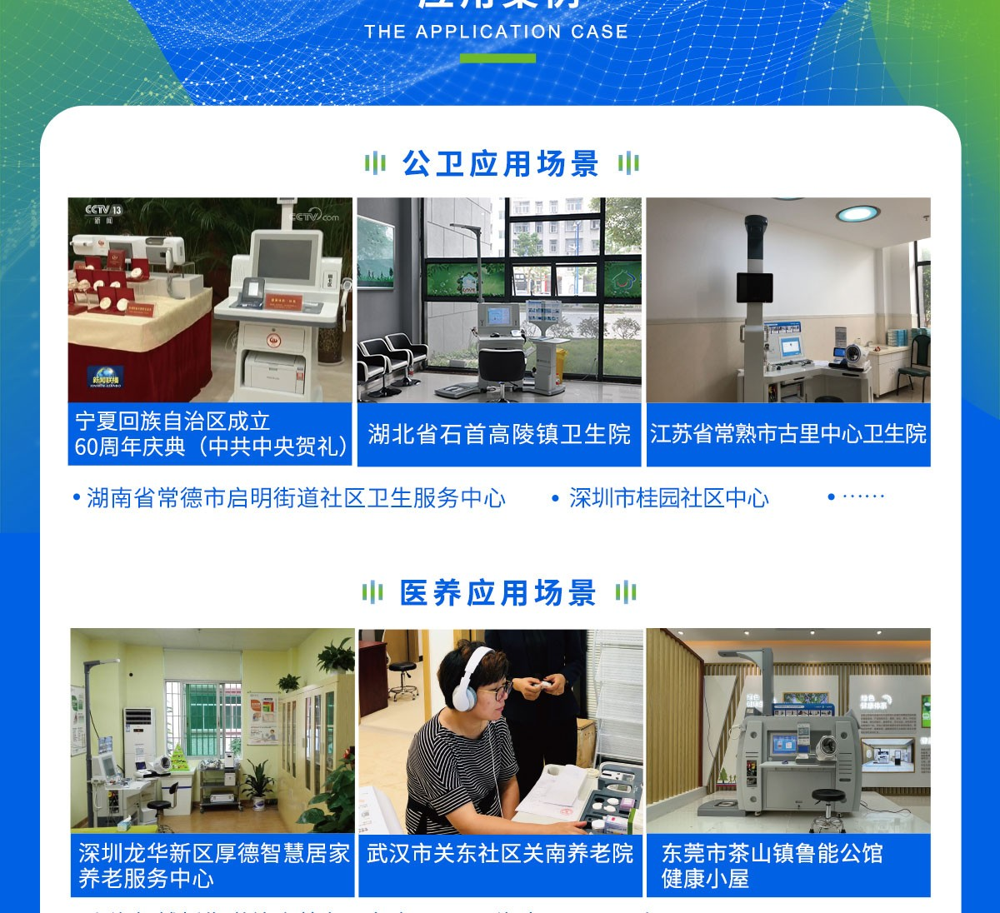 应用案例
THE APPLICATION CASE
公卫应用场景
CCTV 13
新闻
CCTV.com
新闻联播
XINWEN LIANBO
宁夏回族自治区成立
60周年庆典（中共中央贺礼）
湖北省石首高陵镇卫生院
江苏省常熟市古里中心卫生院
• 湖南省常德市启明街道社区卫生服务中心
• 深圳市桂园社区中心
• ……
医养应用场景
深圳龙华新区厚德智慧居家
养老服务中心
武汉市关东社区关南养老院
东莞市茶山镇鲁能公馆
健康小屋